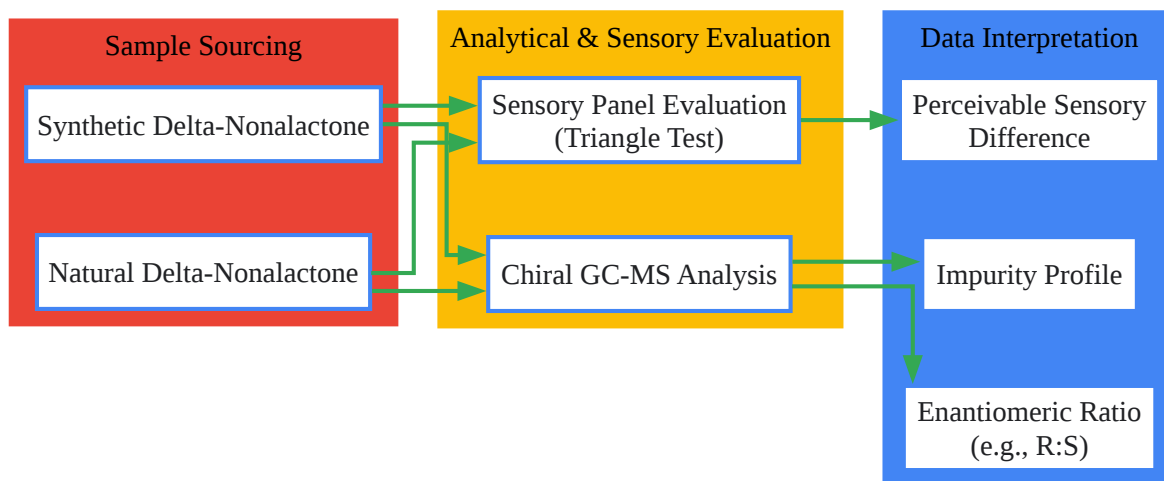 Sample Sourcing
Synthetic Delta-Nonalactone
Natural Delta-Nonalactone
Analytical & Sensory Evaluation
Sensory Panel Evaluation
(Triangle Test)
Chiral GC-MS Analysis
Data Interpretation
Perceivable Sensory
Difference
Impurity Profile
Enantiomeric Ratio
(e.g., R:S)